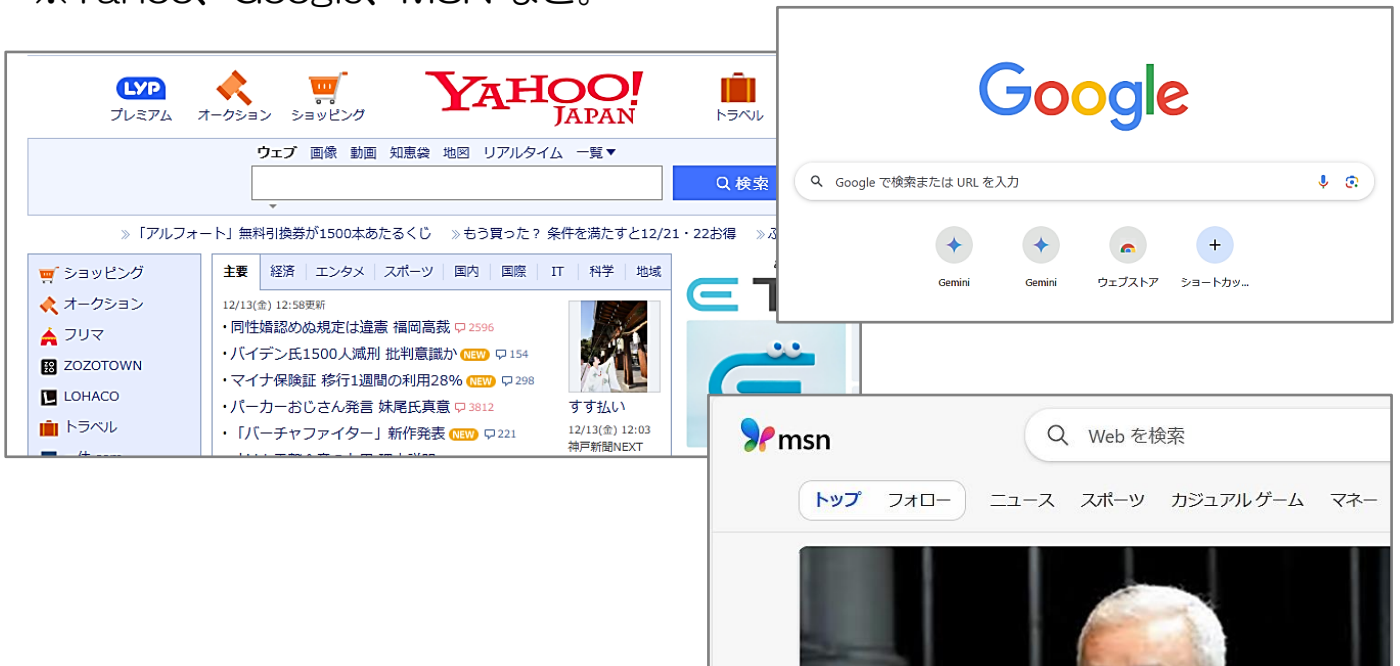 ※Yahoo、Google、MSN など。
LYP
プレミアム
オークション
ショッピング
YAHOO!
JAPAN
トラベル
ウェブ 画像 動画 知恵袋 地図 リアルタイム 一覧▼
検索
≫「アルフォート」無料引換券が1500本あたるくじ ≫もう買った？ 条件を満たすと12/21・22お得 ≫ふ
ショッピング
オークション
フリマ
ZOZOTOWN
LOHACO
トラベル
主要 経済 エンタメ スポーツ 国内 国際 IT 科学 地域
12/13(金) 12:58更新
・同性婚認めぬ規定は違憲 福岡高裁 2596
・バイデン氏1500人減刑 批判意識か NEW 154
・マイナ保険証 移行1週間の利用28% NEW 298
・パーカーおじさん発言 妹尾氏真意 3812
・「バーチャファイター」新作発表 NEW 221
すす払い
12/13(金) 12:03
神戸新聞NEXT
Google
Google で検索または URL を入力
Gemini
Gemini
ウェブストア
ショートカッ...
msn
Web を検索
トップ フォロー ニュース スポーツ カジュアル ゲーム マネー